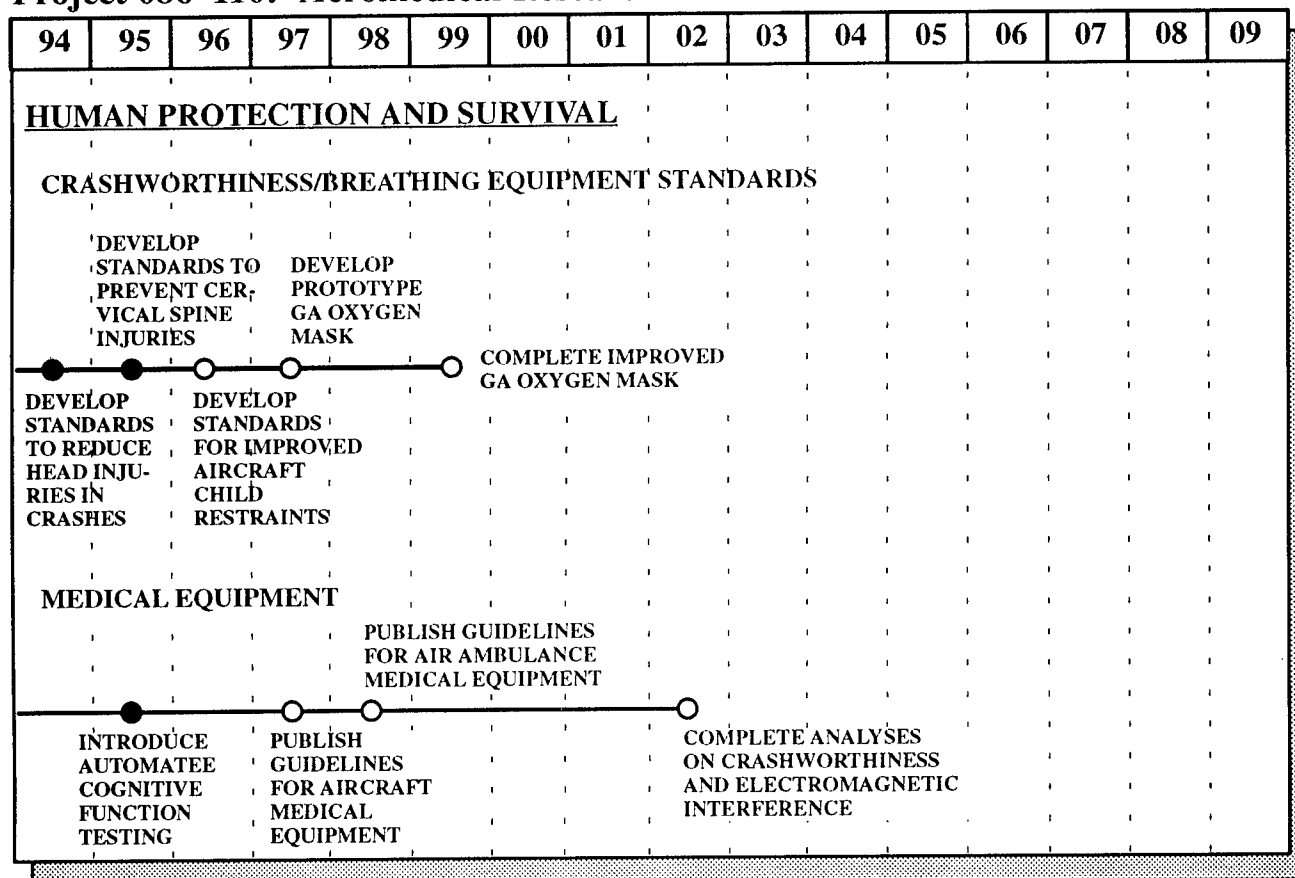 94 95 96 97 98 99 00 01 02 03 04 05 06 07 08 09
HUMAN PROTECTION AND SURVIVAL
CRASHWORTHINESS/BREATHING EQUIPMENT STANDARDS
DEVELOP
STANDARDS TO
PREVENT CER-
VICAL SPINE
INJURIES
DEVELOP
PROTOTYPE
GA OXYGEN
MASK
COMPLETE IMPROVED
GA OXYGEN MASK
DEVELOP
STANDARDS
TO REDUCE
HEAD INJU-
RIES IN
CRASHES
DEVELOP
STANDARDS
FOR IMPROVED
AIRCRAFT
CHILD
RESTRAINTS
MEDICAL EQUIPMENT
PUBLISH GUIDELINES
FOR AIR AMBULANCE
MEDICAL EQUIPMENT
INTRODUCE
AUTOMATEE
COGNITIVE
FUNCTION
TESTING
PUBLISH
GUIDELINES
FOR AIRCRAFT
MEDICAL
EQUIPMENT
COMPLETE ANALYSES
ON CRASHWORTHINESS
AND ELECTROMAGNETIC
INTERFERENCE